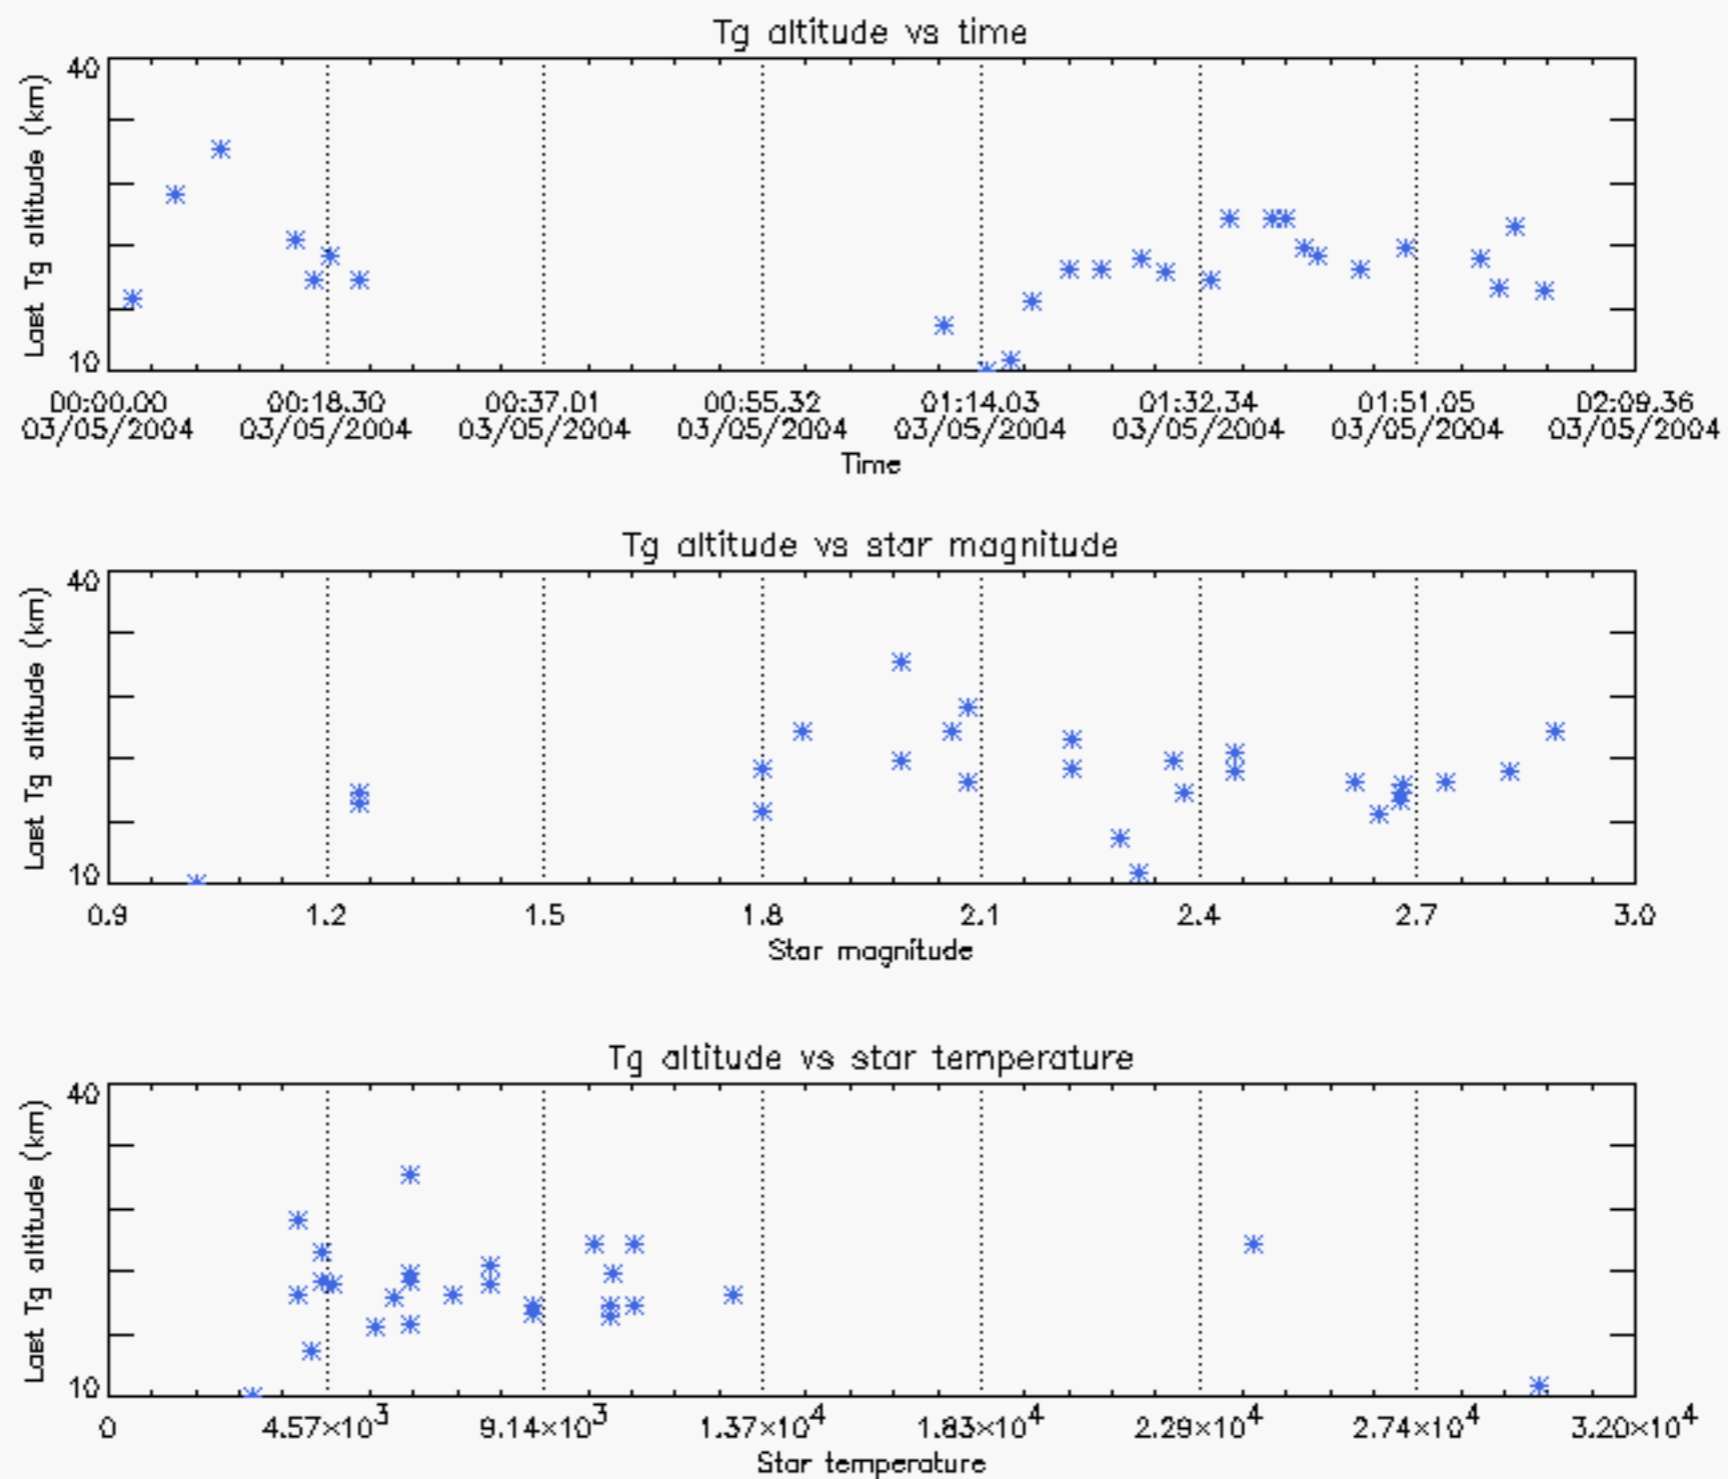 Tg altitude vs time
40
Last Tg altitude (km)
10
00:00.00 00:18.30 00:37.01 00:55.32 01:14.03 01:32.34 01:51.05 02:09.36
03/05/2004 03/05/2004 03/05/2004 03/05/2004 03/05/2004 03/05/2004 03/05/2004 03/05/2004
Time
Tg altitude vs star magnitude
40
Last Tg altitude (km)
10
0.9 1.2 1.5 1.8 2.1 2.4 2.7 3.0
Star magnitude
Tg altitude vs star temperature
40
Last Tg altitude (km)
10
0 4.57×10³ 9.14×10³ 1.37×10⁴ 1.83×10⁴ 2.29×10⁴ 2.74×10⁴ 3.20×10⁴
Star temperature